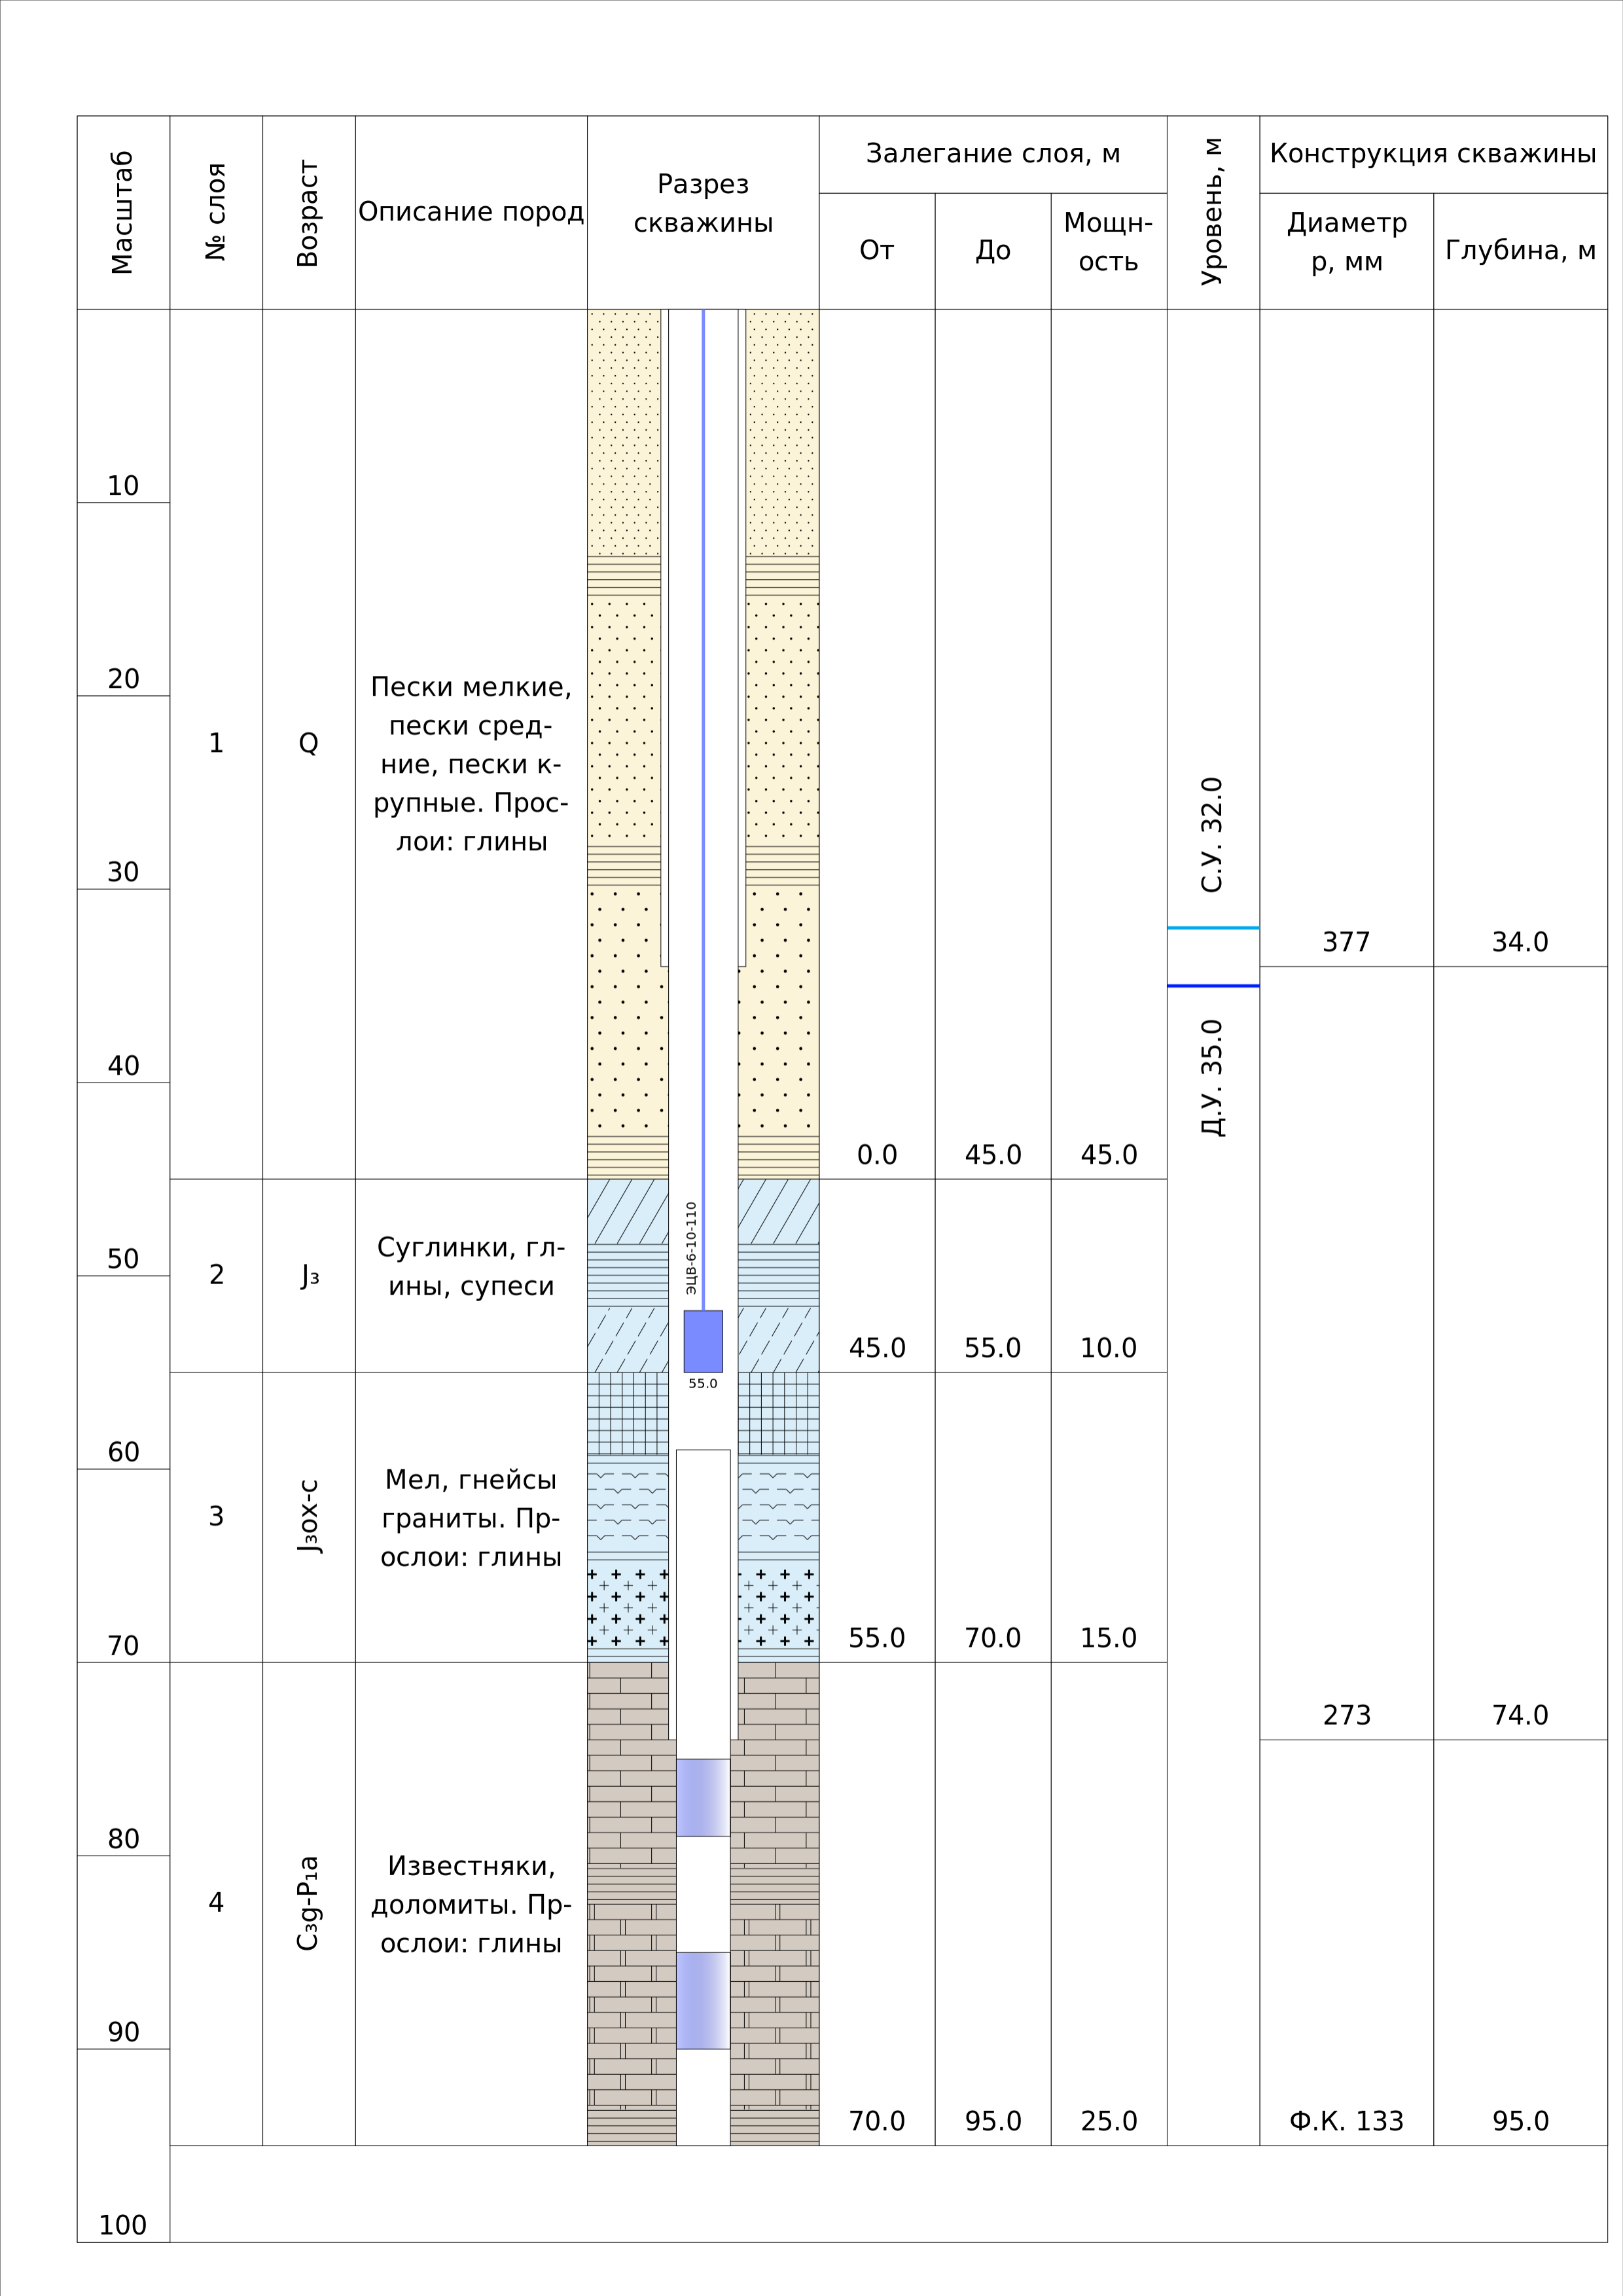 Масштаб
№ слоя
Возраст
Описание пород
Разрез
скважины
Залегание слоя, м
От
До
Мощн-
ость
Уровень, м
Конструкция скважины
Диаметр
р, мм
Глубина, м
10
20
30
40
50
60
70
80
90
100
1
Q
Пески мелкие,
пески сред-
ние, пески к-
рупные. Прос-
лои: глины
0.0
45.0
45.0
2
J₃
Суглинки, гл-
ины, супеси
45.0
55.0
10.0
3
J₃ox-c
Мел, гнейсы
граниты. Пр-
ослои: глины
55.0
70.0
15.0
4
C₃g-P₁a
Известняки,
доломиты. Пр-
ослои: глины
70.0
95.0
25.0
ЭЦВ-6-10-110
55.0
С.У. 32.0
Д.У. 35.0
377
34.0
273
74.0
Ф.К. 133
95.0